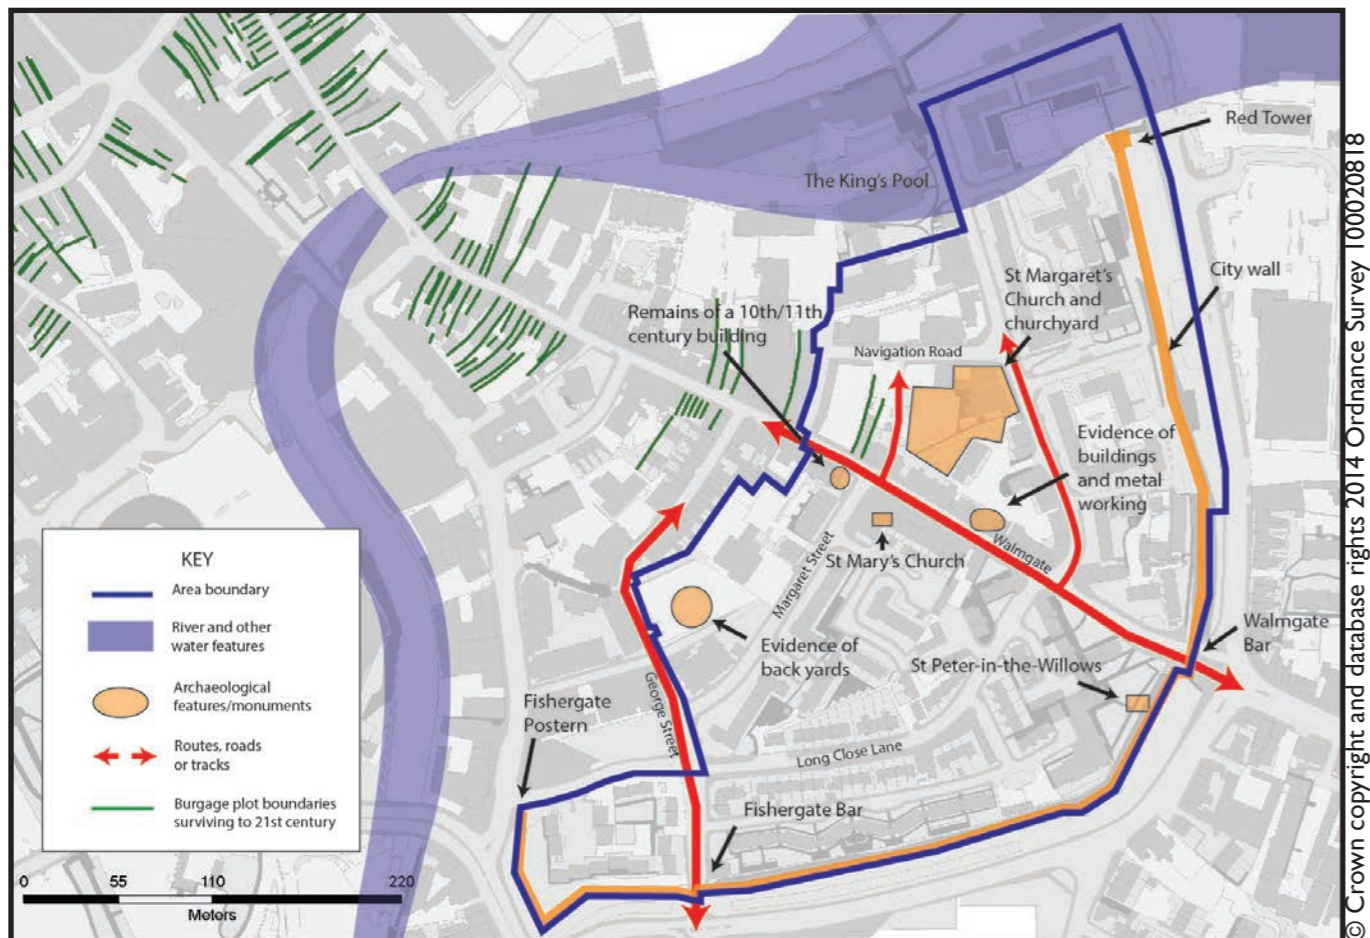 Red Tower
The King's Pool
City wall
St Margaret's
Church and
churchyard
Remains of a 10th/11th
century building
Navigation Road
Evidence of
buildings
and metal
working
Walmgate
St Mary's Church
Margaret Street
Evidence of
back yards
Walmgate
Bar
St Peter-in-the-Willows
George Street
Fishergate
Postern
Long Close Lane
Fishergate Bar
KEY
Area boundary
River and other
water features
Archaeological
features/monuments
Routes, roads
or tracks
Burgage plot boundaries
surviving to 21st century
0 55 110 220
Meters
© Crown copyright and database rights 2014 Ordnance Survey 100020818